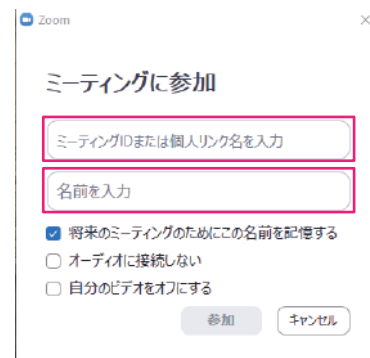 Zoom
ミーティングに参加
ミーティングIDまたは個人リンク名を入力
名前を入力
将来のミーティングのためにこの名前を記憶する
オーディオに接続しない
自分のビデオをオフにする
参加 キャンセル